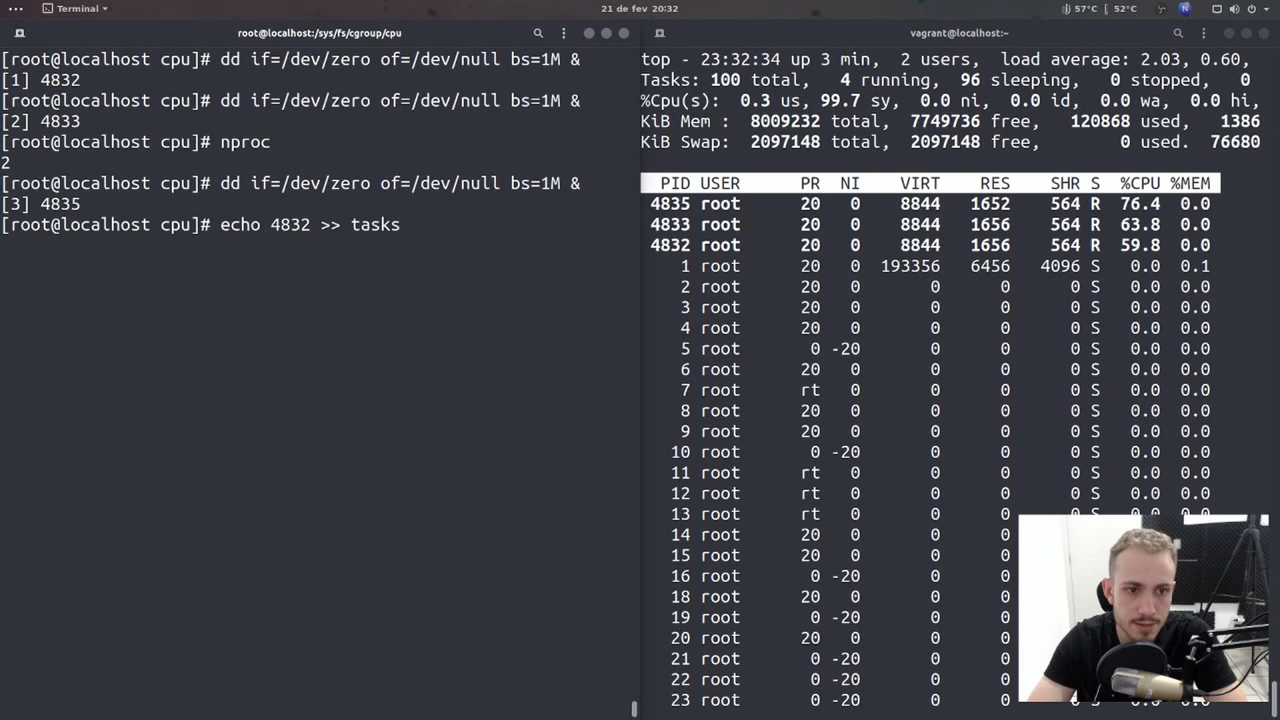 Terminal
21 de fev 20:32
57°C
52°C
N
root@localhost:/sys/fs/cgroup/cpu
[root@localhost cpu]# dd if=/dev/zero of=/dev/null bs=1M &
[1] 4832
[root@localhost cpu]# dd if=/dev/zero of=/dev/null bs=1M &
[2] 4833
[root@localhost cpu]# nproc
2
[root@localhost cpu]# dd if=/dev/zero of=/dev/null bs=1M &
[3] 4835
[root@localhost cpu]# echo 4832 >> tasks
vagrant@localhost:~
top - 23:32:34 up 3 min, 2 users, load average: 2.03, 0.60,
Tasks: 100 total, 4 running, 96 sleeping, 0 stopped, 0
%Cpu(s): 0.3 us, 99.7 sy, 0.0 ni, 0.0 id, 0.0 wa, 0.0 hi,
KiB Mem : 8009232 total, 7749736 free, 120868 used, 1386
KiB Swap: 2097148 total, 2097148 free, 0 used. 76680
PID USER PR NI VIRT RES SHR S %CPU %MEM
4835 root 20 0 8844 1652 564 R 76.4 0.0
4833 root 20 0 8844 1656 564 R 63.8 0.0
4832 root 20 0 8844 1656 564 R 59.8 0.0
1 root 20 0 193356 6456 4096 S 0.0 0.1
2 root 20 0 0 0 0 S 0.0 0.0
3 root 20 0 0 0 0 S 0.0 0.0
4 root 20 0 0 0 0 S 0.0 0.0
5 root 0 -20 0 0 0 S 0.0 0.0
6 root 20 0 0 0 0 S 0.0 0.0
7 root rt 0 0 0 0 S 0.0 0.0
8 root 20 0 0 0 0 S 0.0 0.0
9 root 20 0 0 0 0 S 0.0 0.0
10 root 0 -20 0 0 0 S 0.0 0.0
11 root rt 0 0 0 0 S 0.0 0.0
12 root rt 0 0 0 0 S 0.0 0.0
13 root rt 0 0 0 0 S 0.0 0.0
14 root 20 0 0 0
15 root 20 0 0 0
16 root 0 -20 0 0
18 root 20 0 0 0
19 root 0 -20 0 0
20 root 20 0 0 0
21 root 0 -20 0 0
22 root 0 -20 0 0
23 root 0 -20 0 0